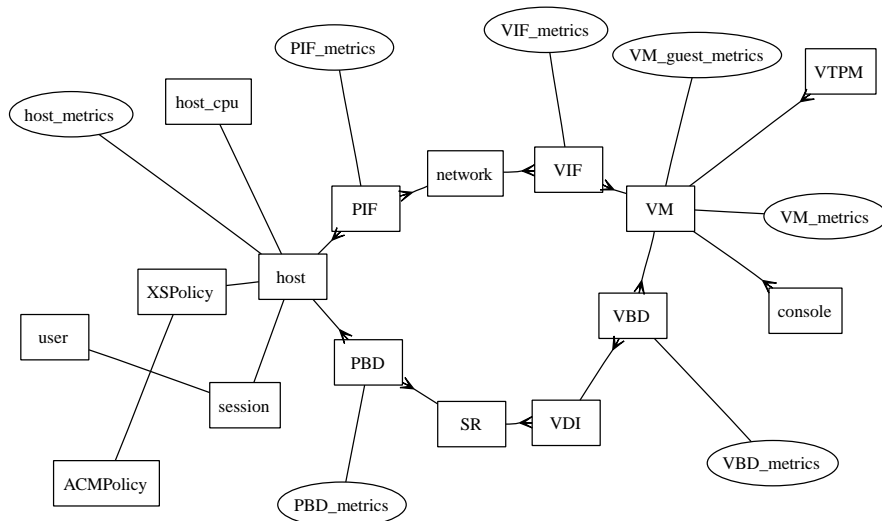 VIF_metrics
PIF_metrics
VM_guest_metrics
VTPM
host_cpu
host_metrics
network
VIF
PIF
VM
VM_metrics
host
XSPolicy
VBD
console
user
PBD
session
SR
VDI
VBD_metrics
ACMPolicy
PBD_metrics